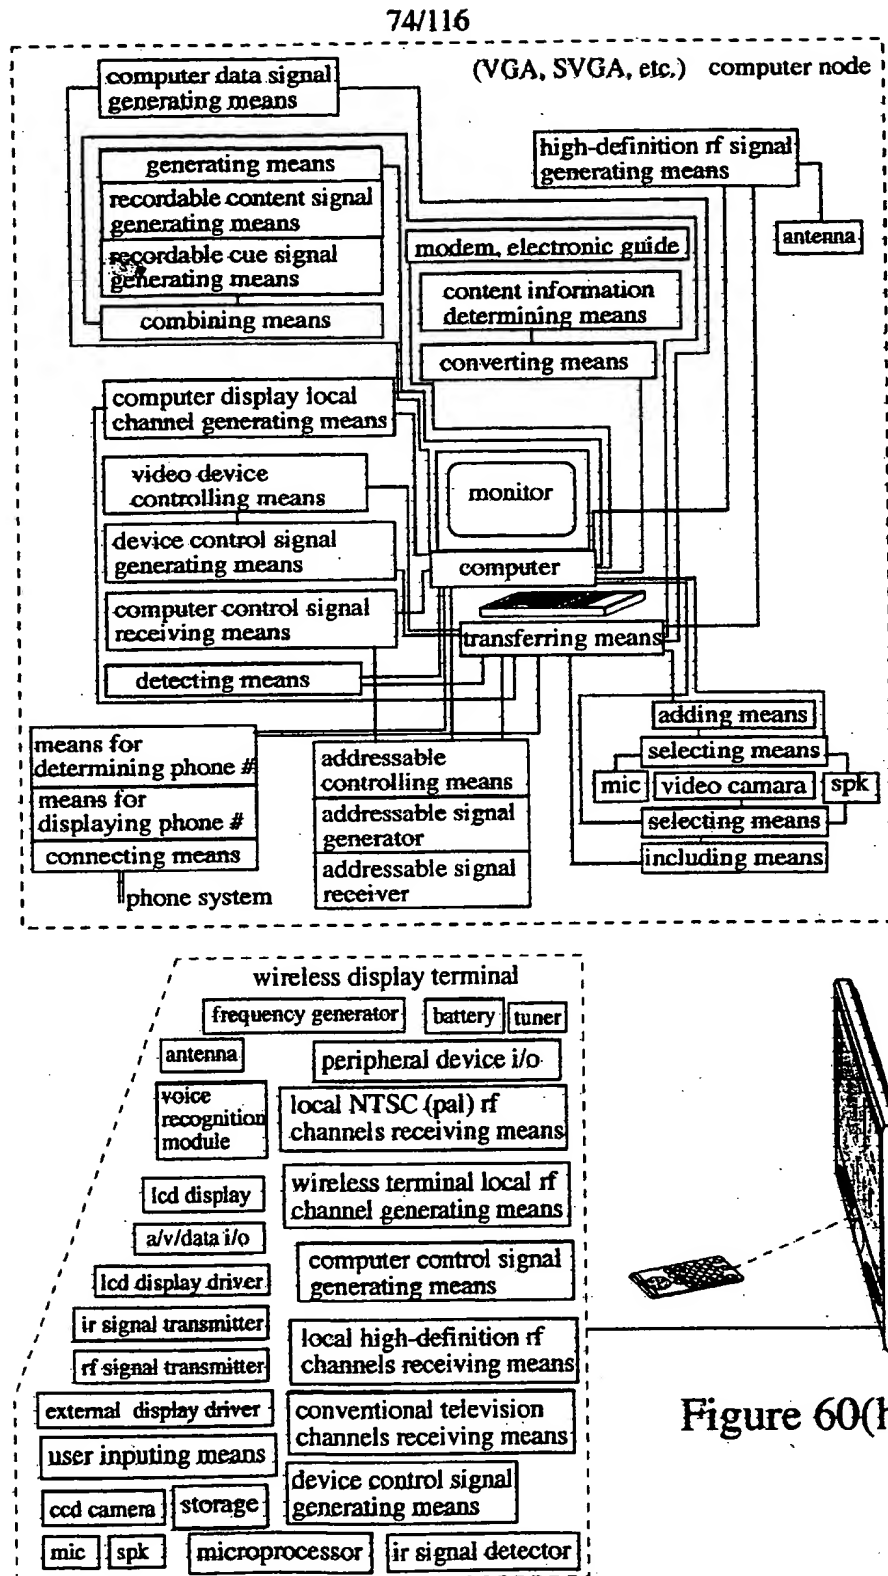 74/116
(VGA, SVGA, etc.) computer node
computer data signal
generating means
generating means
recordable content signal
generating means
recordable cue signal
generating means
combining means
high-definition rf signal
generating means
antenna
modem, electronic guide
content information
determining means
converting means
computer display local
channel generating means
video device
controlling means
device control signal
generating means
computer control signal
receiving means
detecting means
monitor
computer
transferring means
means for
determining phone #
means for
displaying phone #
connecting means
phone system
addressable
controlling means
addressable signal
generator
addressable signal
receiver
adding means
selecting means
mic
video camara
spk
selecting means
including means
wireless display terminal
frequency generator
battery
tuner
antenna
peripheral device i/o
voice
recognition
module
local NTSC (pal) rf
channels receiving means
lcd display
wireless terminal local rf
channel generating means
a/v/data i/o
computer control signal
generating means
lcd display driver
ir signal transmitter
local high-definition rf
channels receiving means
rf signal transmitter
external display driver
conventional television
channels receiving means
user inputing means
device control signal
generating means
ccd camera
storage
mic
spk
microprocessor
ir signal detector
Figure 60(h